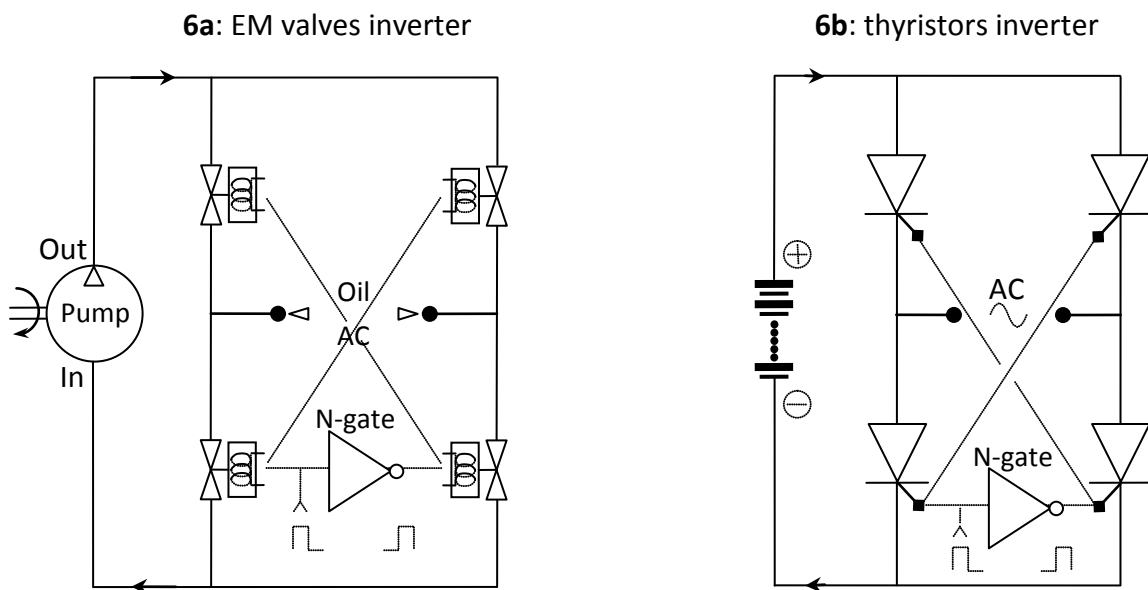 6a: EM valves inverter
6b: thyristors inverter
Out
Pump
In
Oil
AC
N-gate
+
AC
−
N-gate